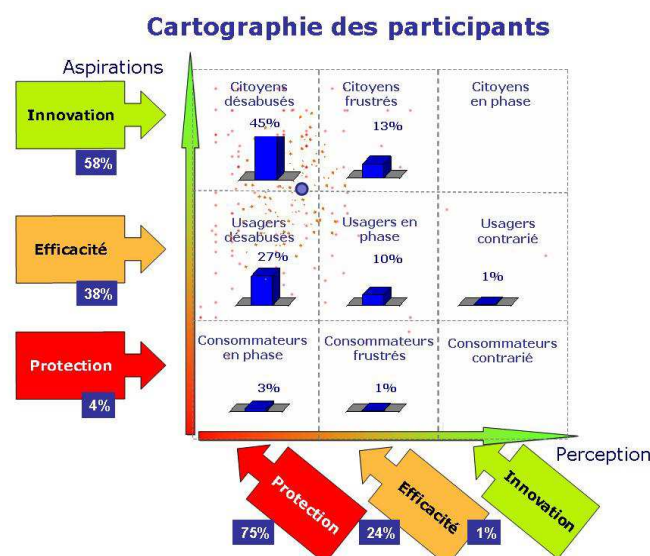 Cartographie des participants
Aspirations
Innovation
58%
Citoyens
désabusés
45%
Citoyens
frustrés
13%
Citoyens
en phase
Efficacité
38%
Usagers
désabusés
27%
Usagers en
phase
10%
Usagers
contrarié
1%
Protection
4%
Consommateurs
en phase
3%
Consommateurs
frustrés
1%
Consommateurs
contrarié
Perception
Protection
75%
Efficacité
24%
Innovation
1%